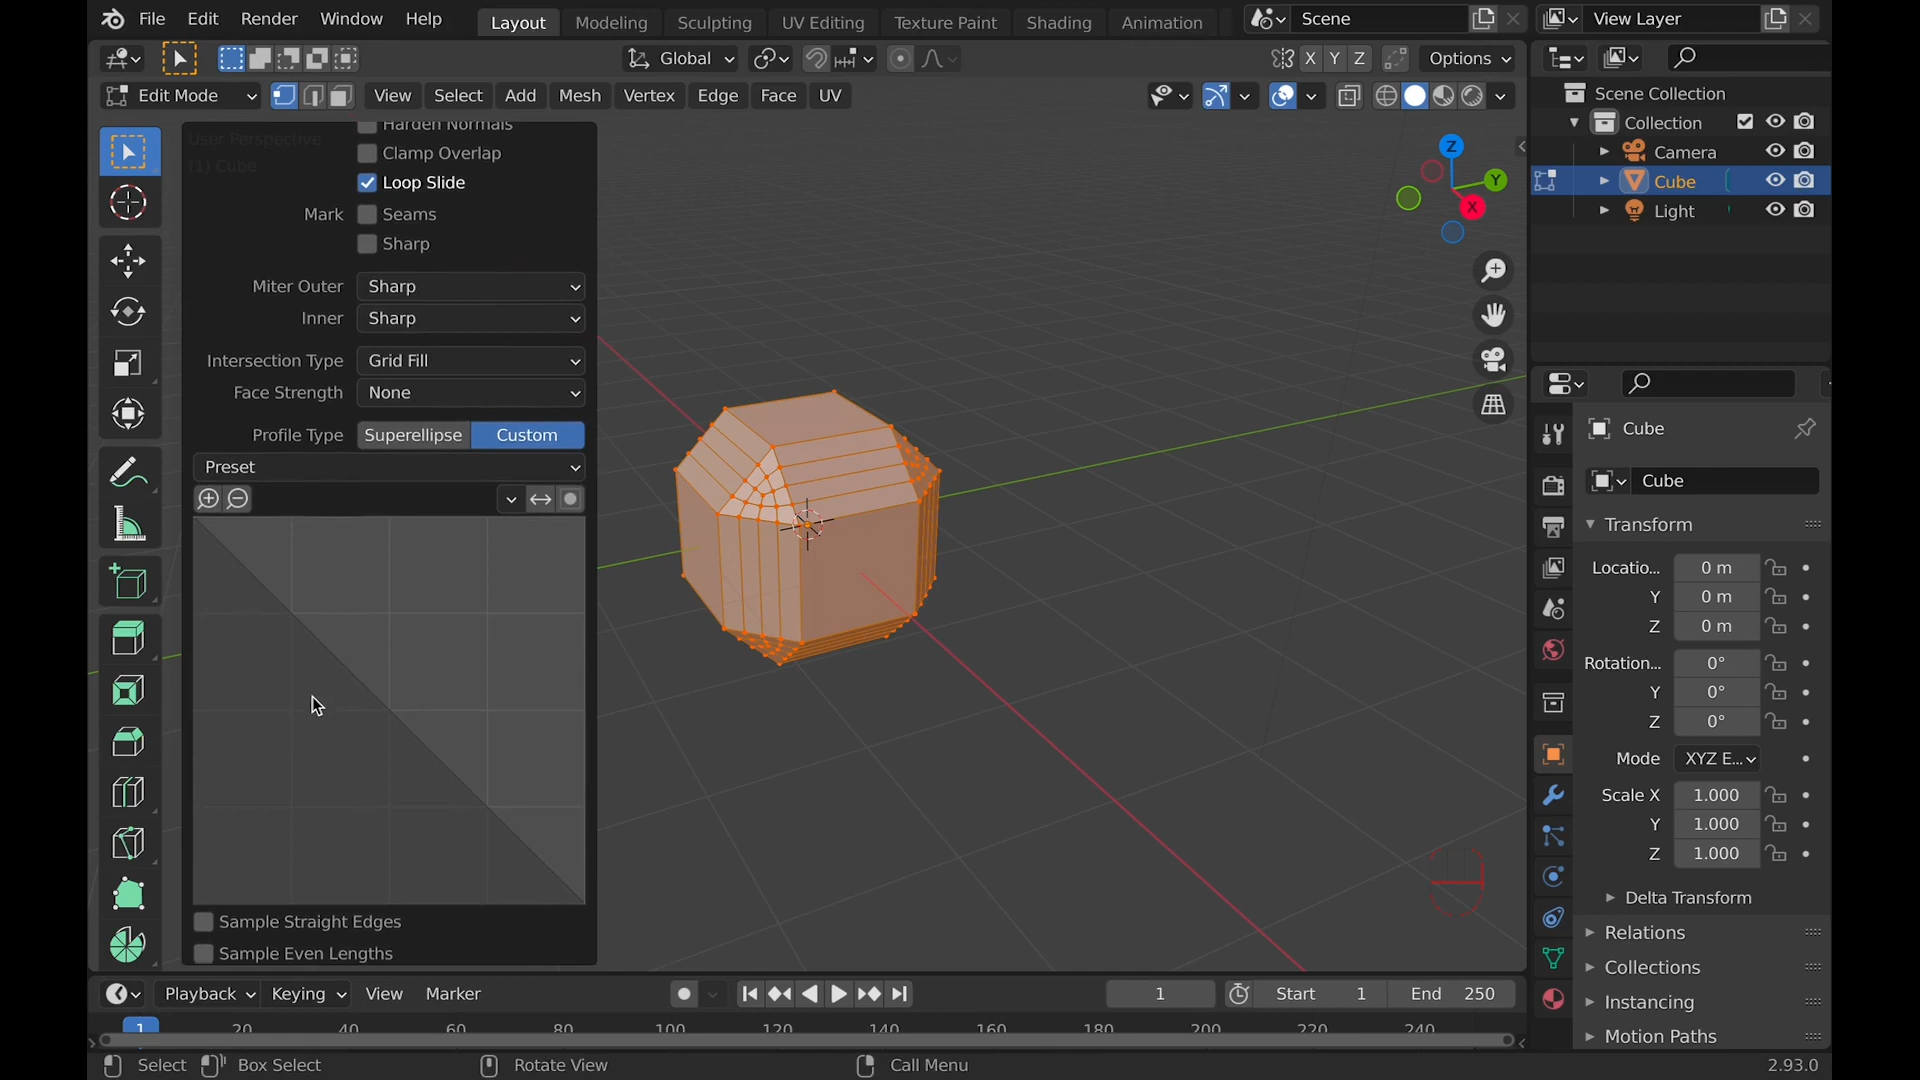 File Edit Render Window Help Layout Modeling Sculpting UV Editing Texture Paint Shading Animation Scene View Layer
Global X Y Z Options
Edit Mode View Select Add Mesh Vertex Edge Face UV
Scene Collection
Collection
Camera
Cube
Light
User Perspective
(1) Cube
Harden Normals
Clamp Overlap
Loop Slide
Mark Seams
Sharp
Miter Outer Sharp
Inner Sharp
Intersection Type Grid Fill
Face Strength None
Profile Type Superellipse Custom
Preset
Sample Straight Edges
Sample Even Lengths
Z
Y
X
Cube
Cube
Transform
Locatio... 0 m
Y 0 m
Z 0 m
Rotation... 0°
Y 0°
Z 0°
Mode XYZ E...
Scale X 1.000
Y 1.000
Z 1.000
Delta Transform
Relations
Collections
Instancing
Motion Paths
Playback Keying View Marker 1 Start 1 End 250
1 20 40 60 80 100 120 140 160 180 200 220 240
Select Box Select Rotate View Call Menu 2.93.0